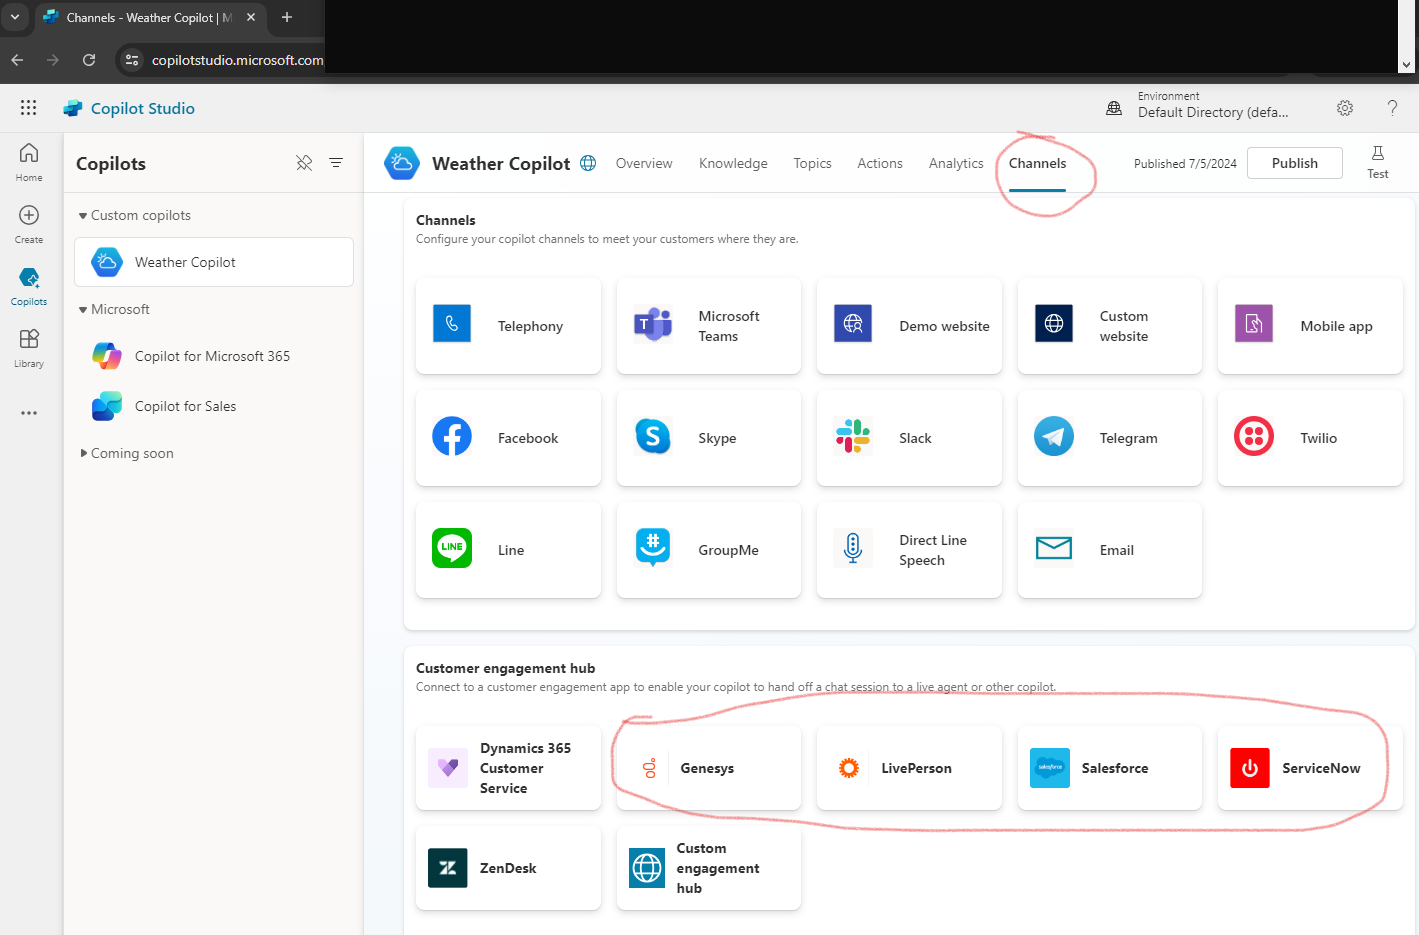 Channels - Weather Copilot | M
copilotstudio.microsoft.com
Copilot Studio
Environment
Default Directory (defa...
?
Home
Create
Copilots
Library
Copilots
Custom copilots
Weather Copilot
Microsoft
Copilot for Microsoft 365
Copilot for Sales
Coming soon
Weather Copilot
Overview
Knowledge
Topics
Actions
Analytics
Channels
Published 7/5/2024
Publish
Test
Channels
Configure your copilot channels to meet your customers where they are.
Telephony
Microsoft
Teams
Demo website
Custom
website
Mobile app
Facebook
Skype
Slack
Telegram
Twilio
LINE
Line
GroupMe
Direct Line
Speech
Email
Customer engagement hub
Connect to a customer engagement app to enable your copilot to hand off a chat session to a live agent or other copilot.
Dynamics 365
Customer
Service
Genesys
LivePerson
salesforce
Salesforce
ServiceNow
ZenDesk
Custom
engagement
hub